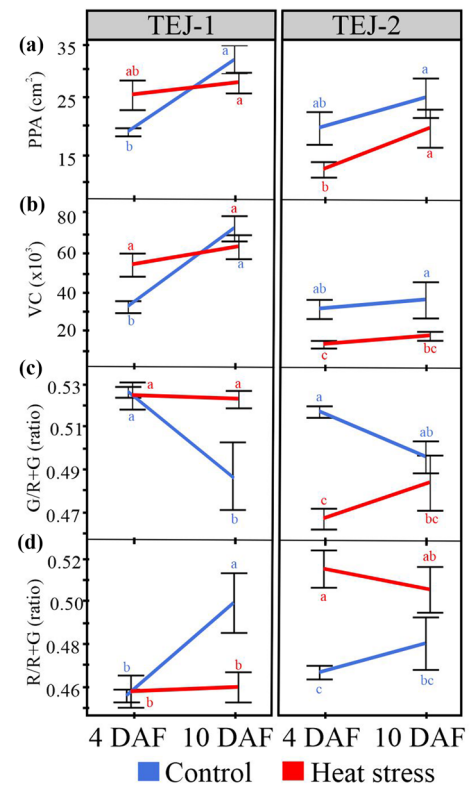 TEJ-1 TEJ-2
(a) 35
a
ab a
25 ab
PPA (cm²) a
b a
15 b
(b) 80 a
a
60 a
VC (x10³) 40 ab a
b
20 c bc
(c) 0.53 a a
a a
0.51 ab
G/R+G (ratio)
0.49 c
b bc
0.47
(d) 0.52 ab
a
a
0.50
R/R+G (ratio)
0.48 b b
c bc
0.46 b
4 DAF 10 DAF 4 DAF 10 DAF
Control Heat stress